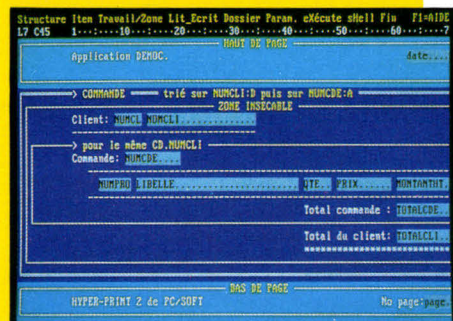 Structure Item Travail/Zone Lit_Ecrit Dossier Param. eXécute sHell Fin F1=AIDE
L7 C45 1---:----10---:----20---:----30---:----40---:----50---:----60---:----7
HAUT DE PAGE
Application DEMOC. date....
> COMMANDE trié sur NUMCLI:D puis sur NUMCDE:A
ZONE INSECABLE
Client: NUMCL NUMCLI..............
> pour le même CD.NUMCLI
Commande: NUMCDE....
NUMPRO LIBELLE...................... QTE.. PRIX..... MONTANTHT
Total commande : TOTALCDE..
Total du client: TOTALCLI..
BAS DE PAGE
HYPER-PRINT 2 de PC/SOFT No page:page.